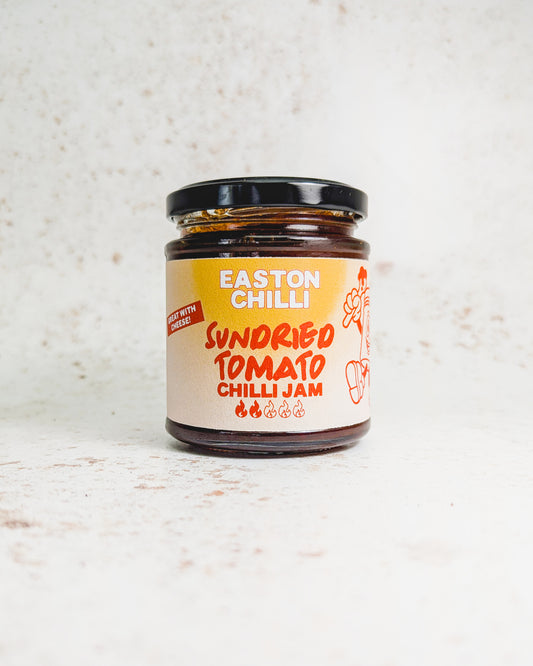 EASTON
CHILLI
GREAT WITH
CHEESE!
SUNDRIED
TOMATO
CHILLI JAM